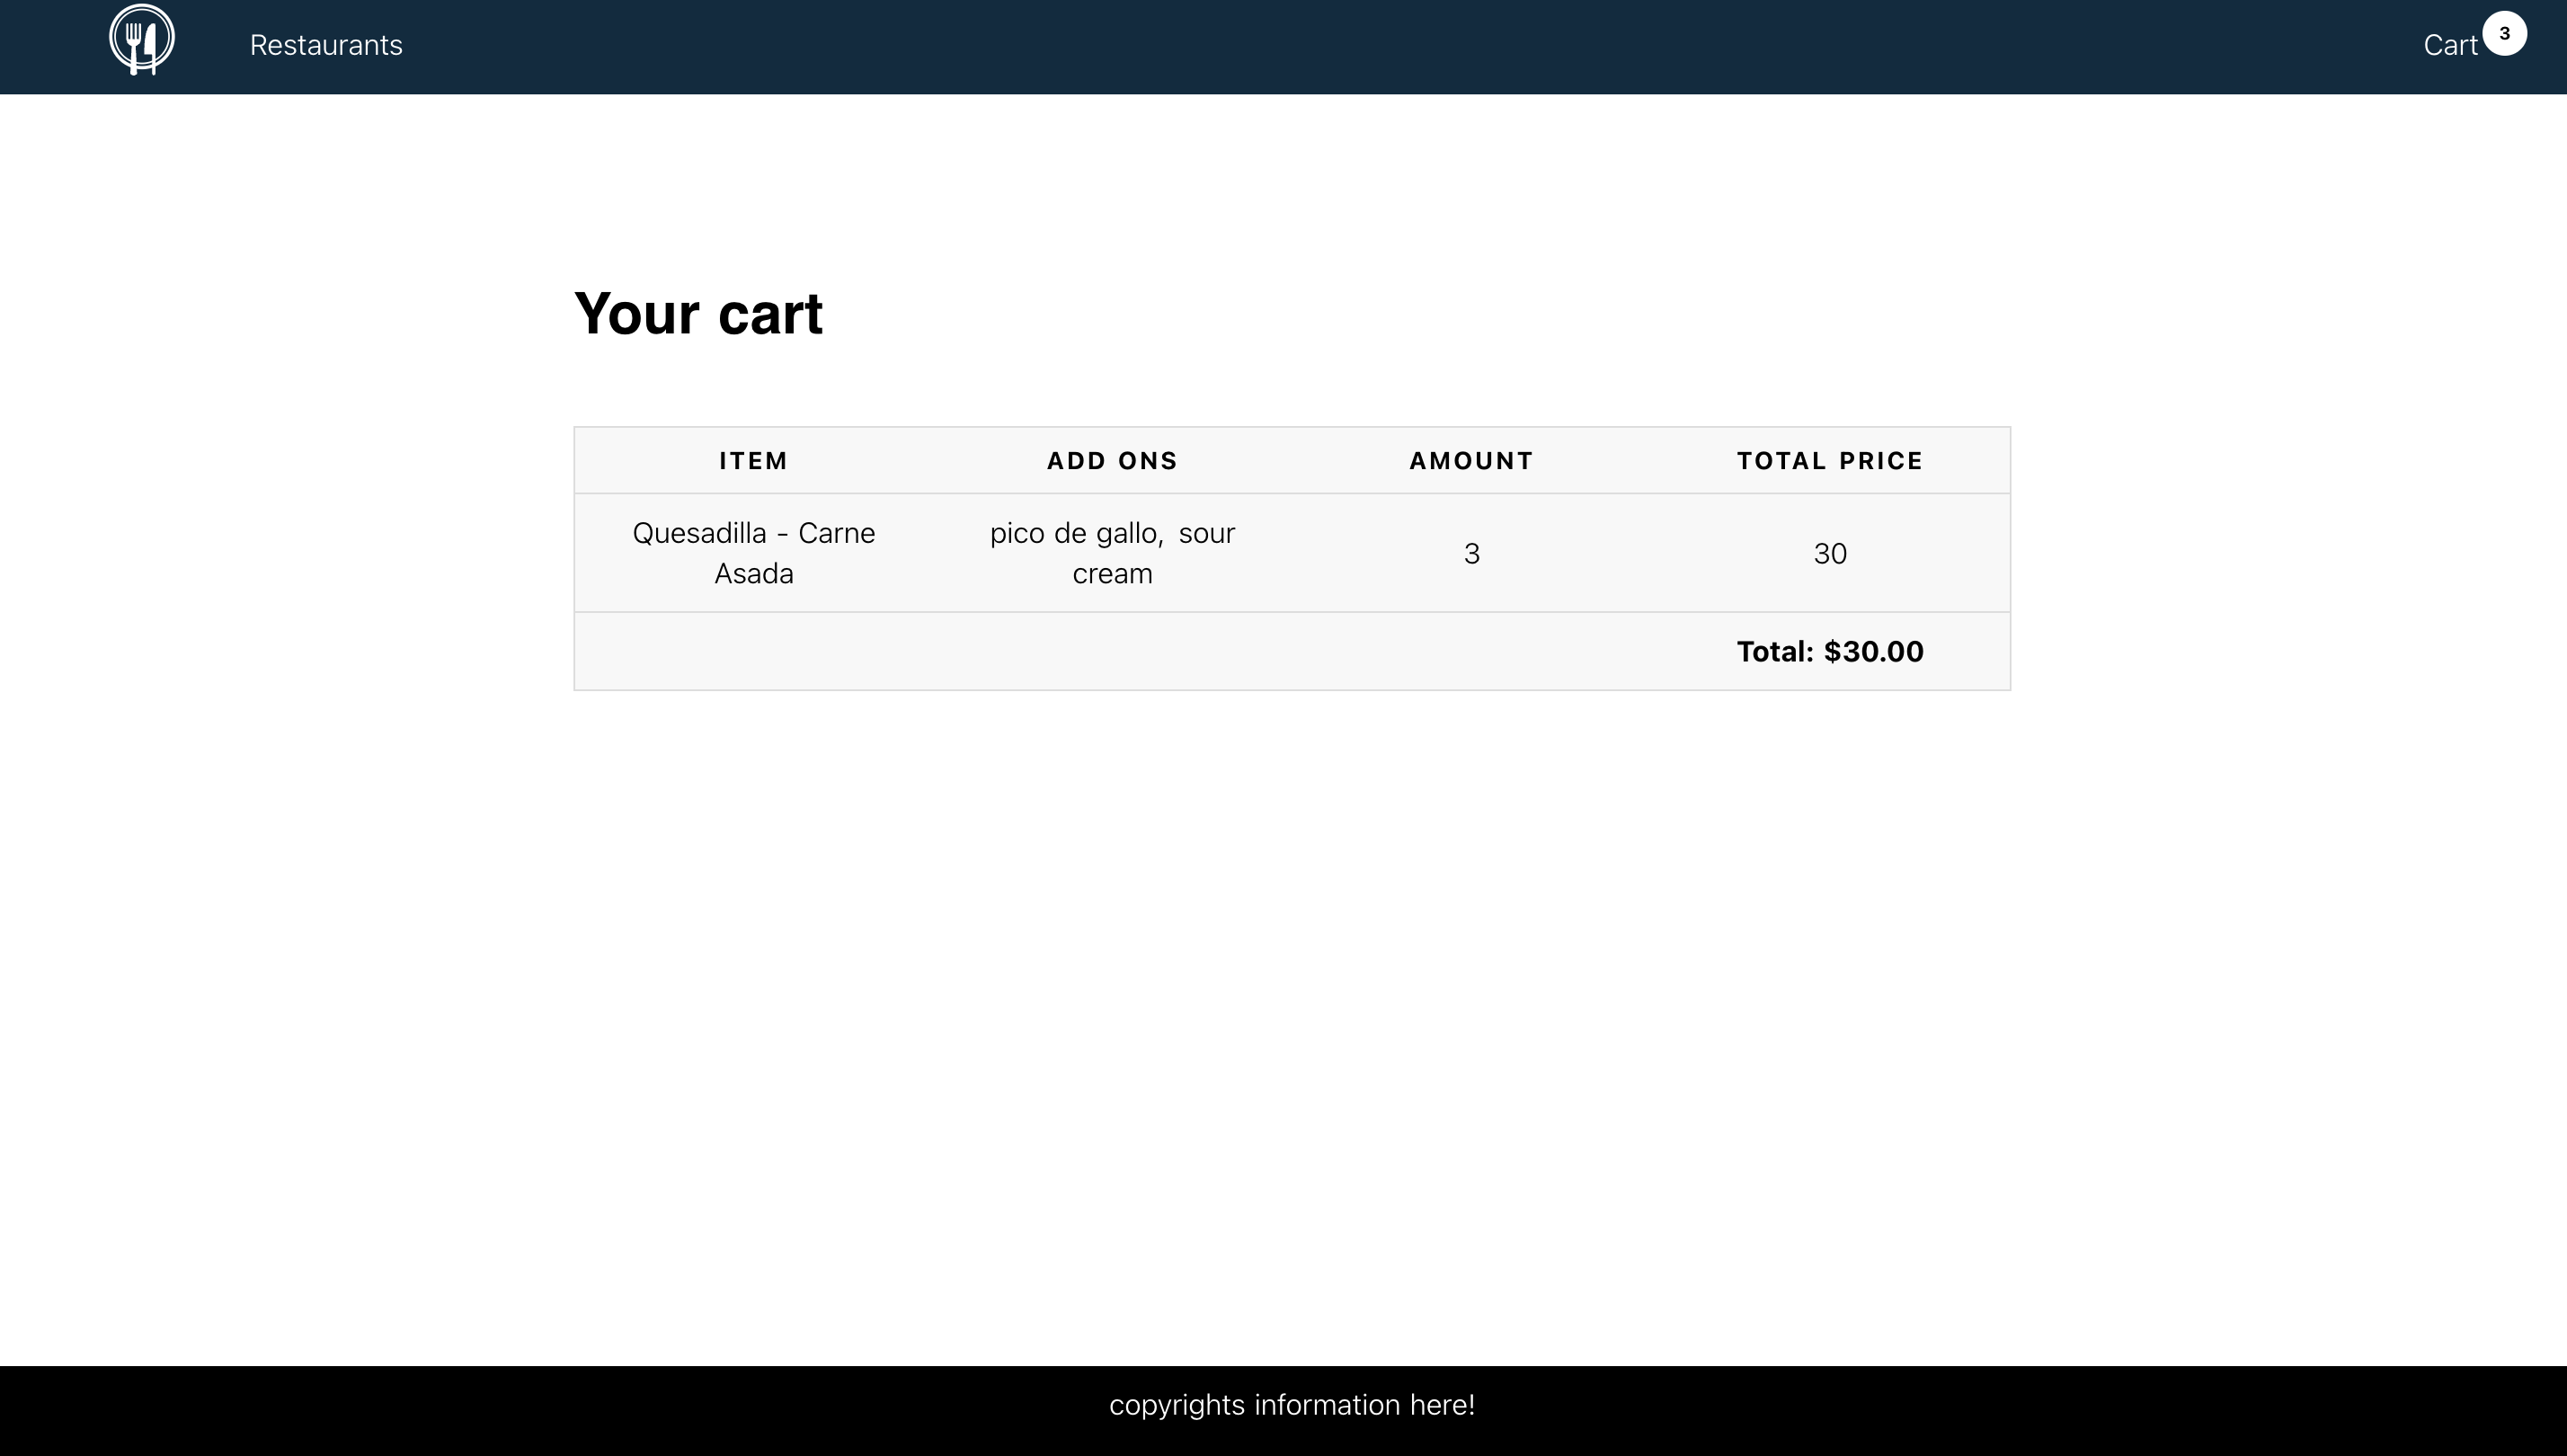 Restaurants Cart 3
Your cart
ITEM ADD ONS AMOUNT TOTAL PRICE
Quesadilla - Carne Asada pico de gallo, sour cream 3 30
Total: $30.00
copyrights information here!